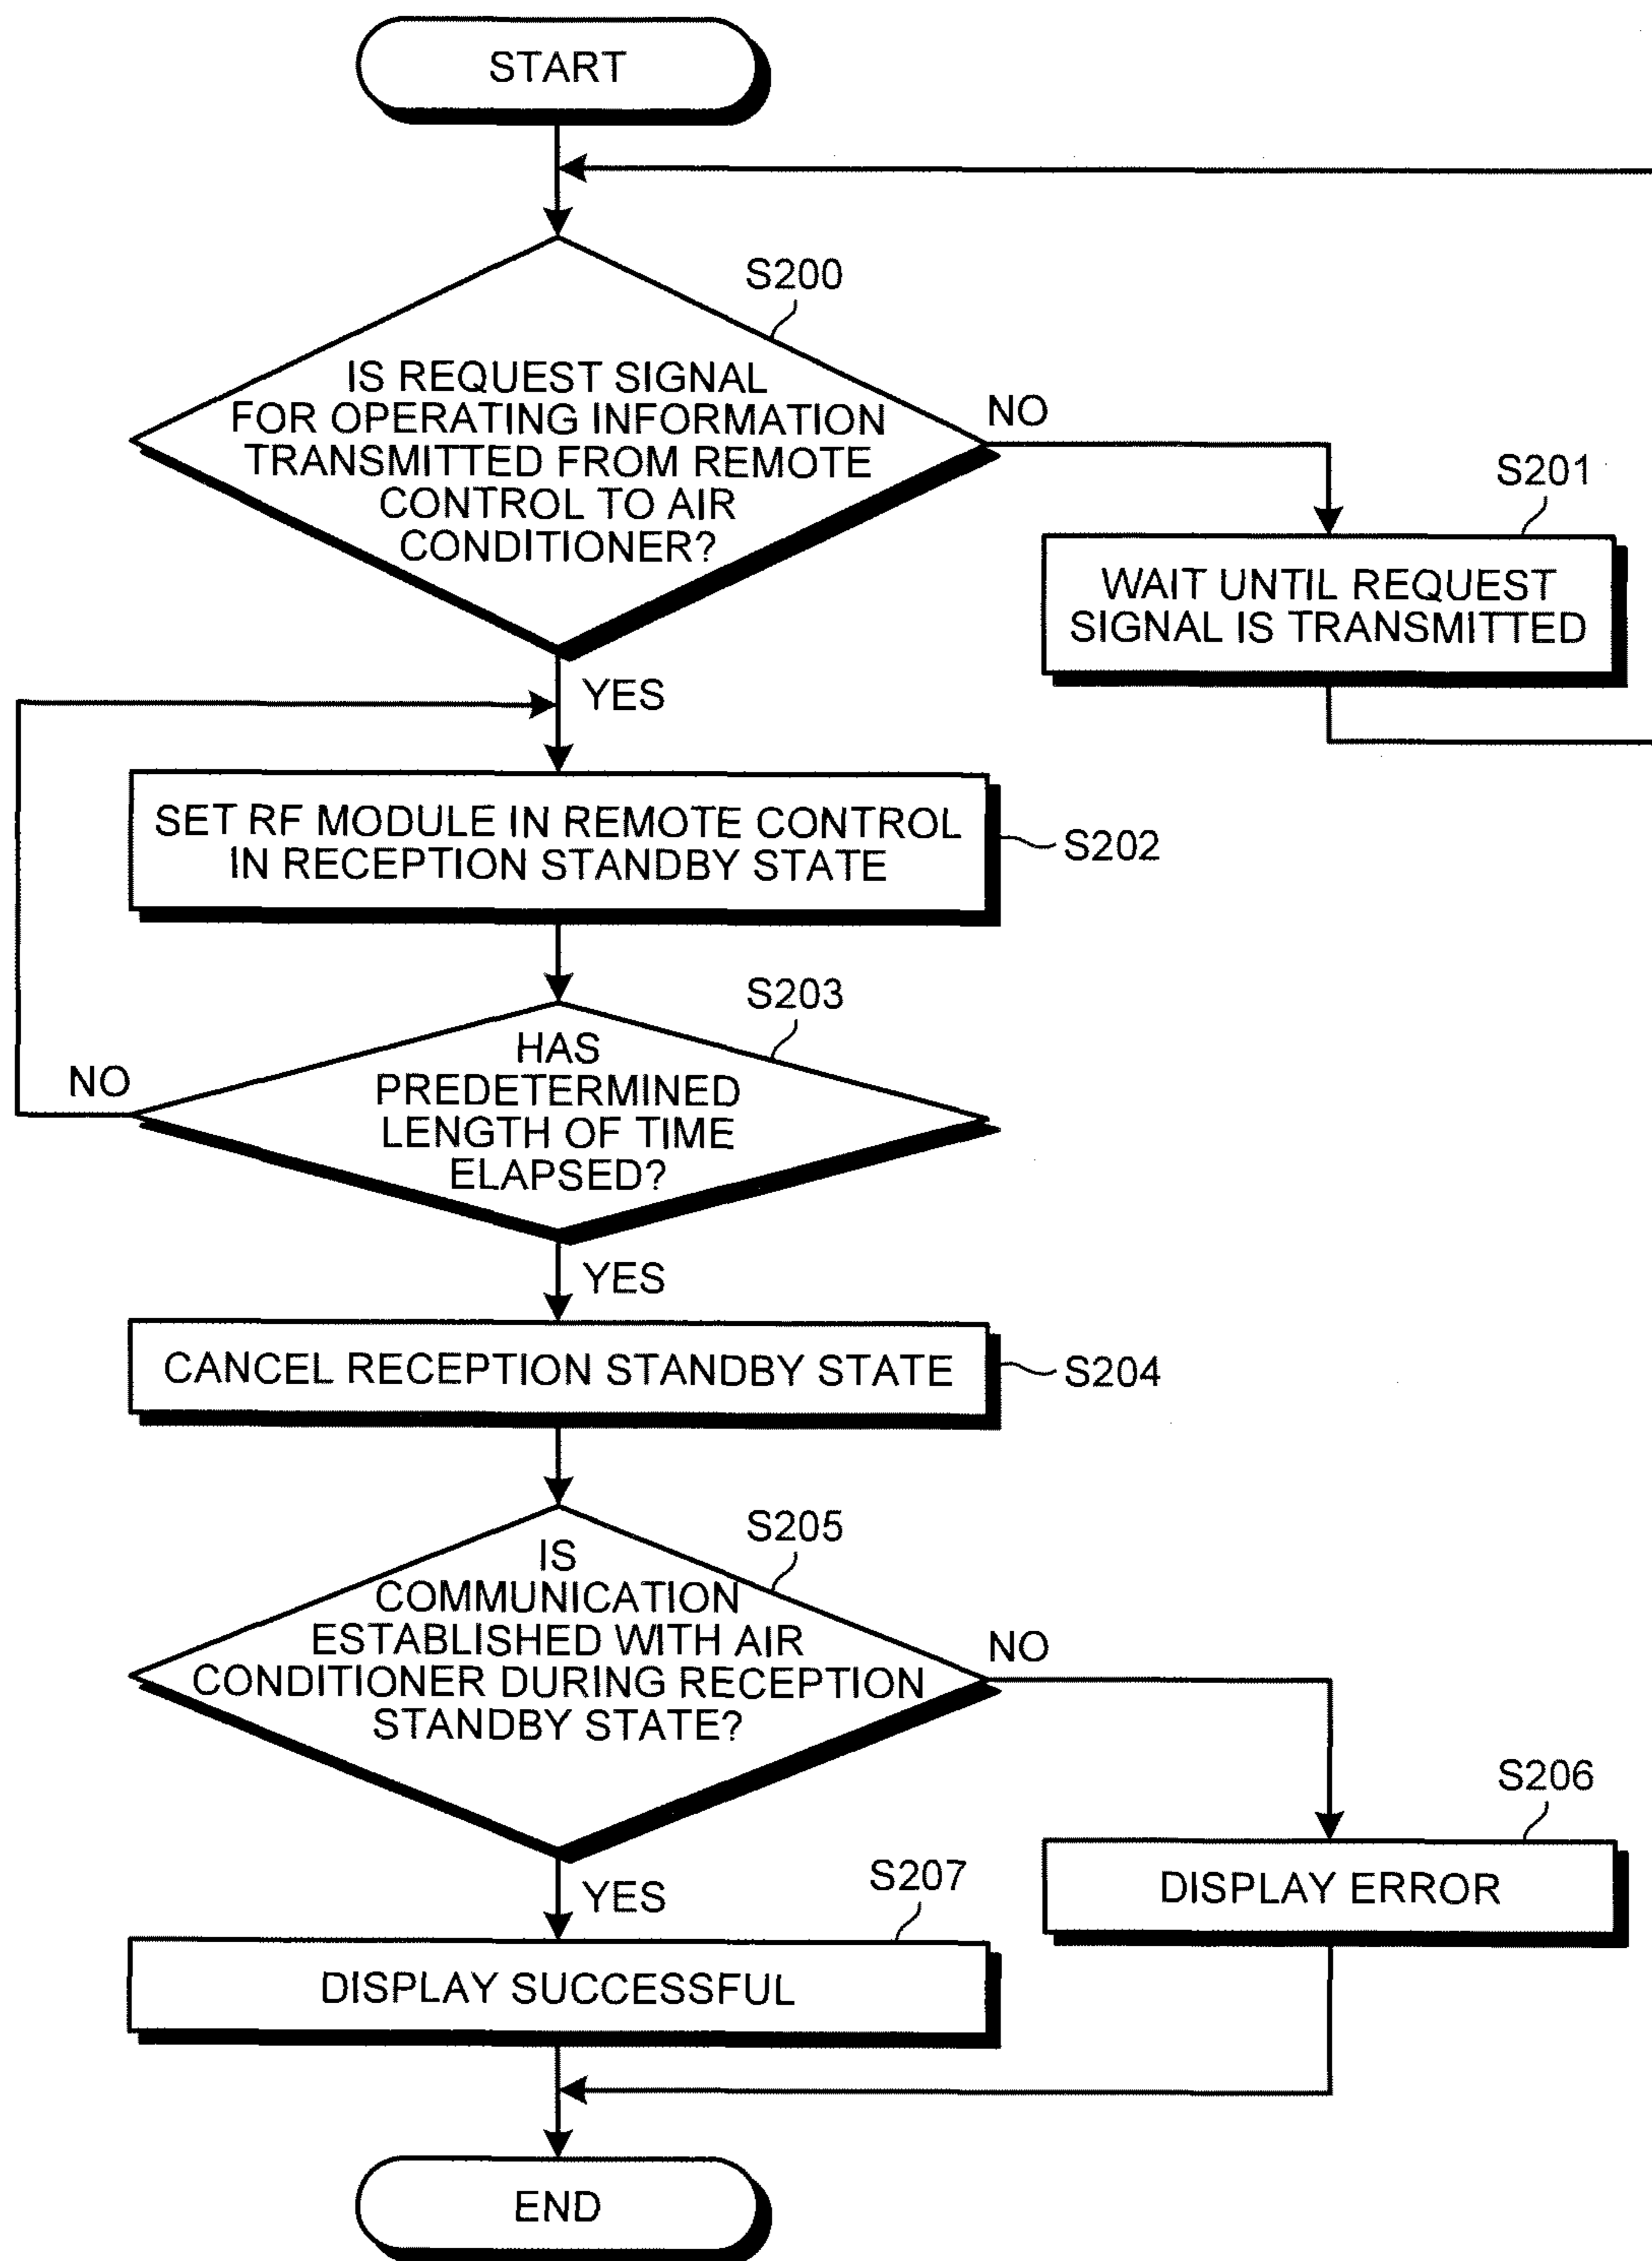 START
S200
IS REQUEST SIGNAL
FOR OPERATING INFORMATION
TRANSMITTED FROM REMOTE
CONTROL TO AIR
CONDITIONER?
NO
S201
WAIT UNTIL REQUEST
SIGNAL IS TRANSMITTED
YES
SET RF MODULE IN REMOTE CONTROL
IN RECEPTION STANDBY STATE
S202
S203
HAS
PREDETERMINED
LENGTH OF TIME
ELAPSED?
NO
YES
CANCEL RECEPTION STANDBY STATE
S204
S205
IS
COMMUNICATION
ESTABLISHED WITH AIR
CONDITIONER DURING RECEPTION
STANDBY STATE?
NO
S206
DISPLAY ERROR
YES
S207
DISPLAY SUCCESSFUL
END